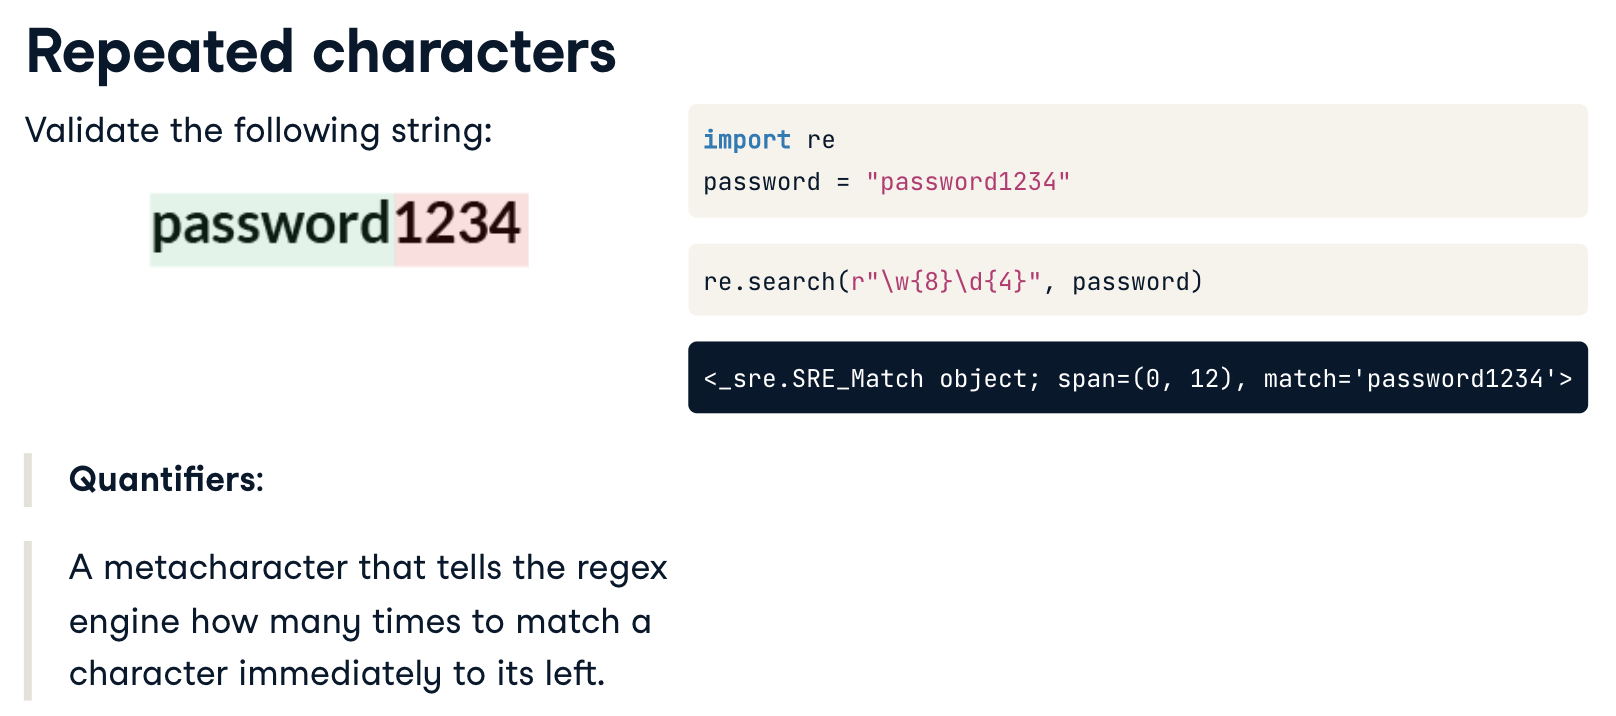 Repeated characters
Validate the following string:
password1234
import re
password = "password1234"
re.search(r"\w{8}\d{4}", password)
<_sre.SRE_Match object; span=(0, 12), match='password1234'>
Quantifiers:
A metacharacter that tells the regex
engine how many times to match a
character immediately to its left.